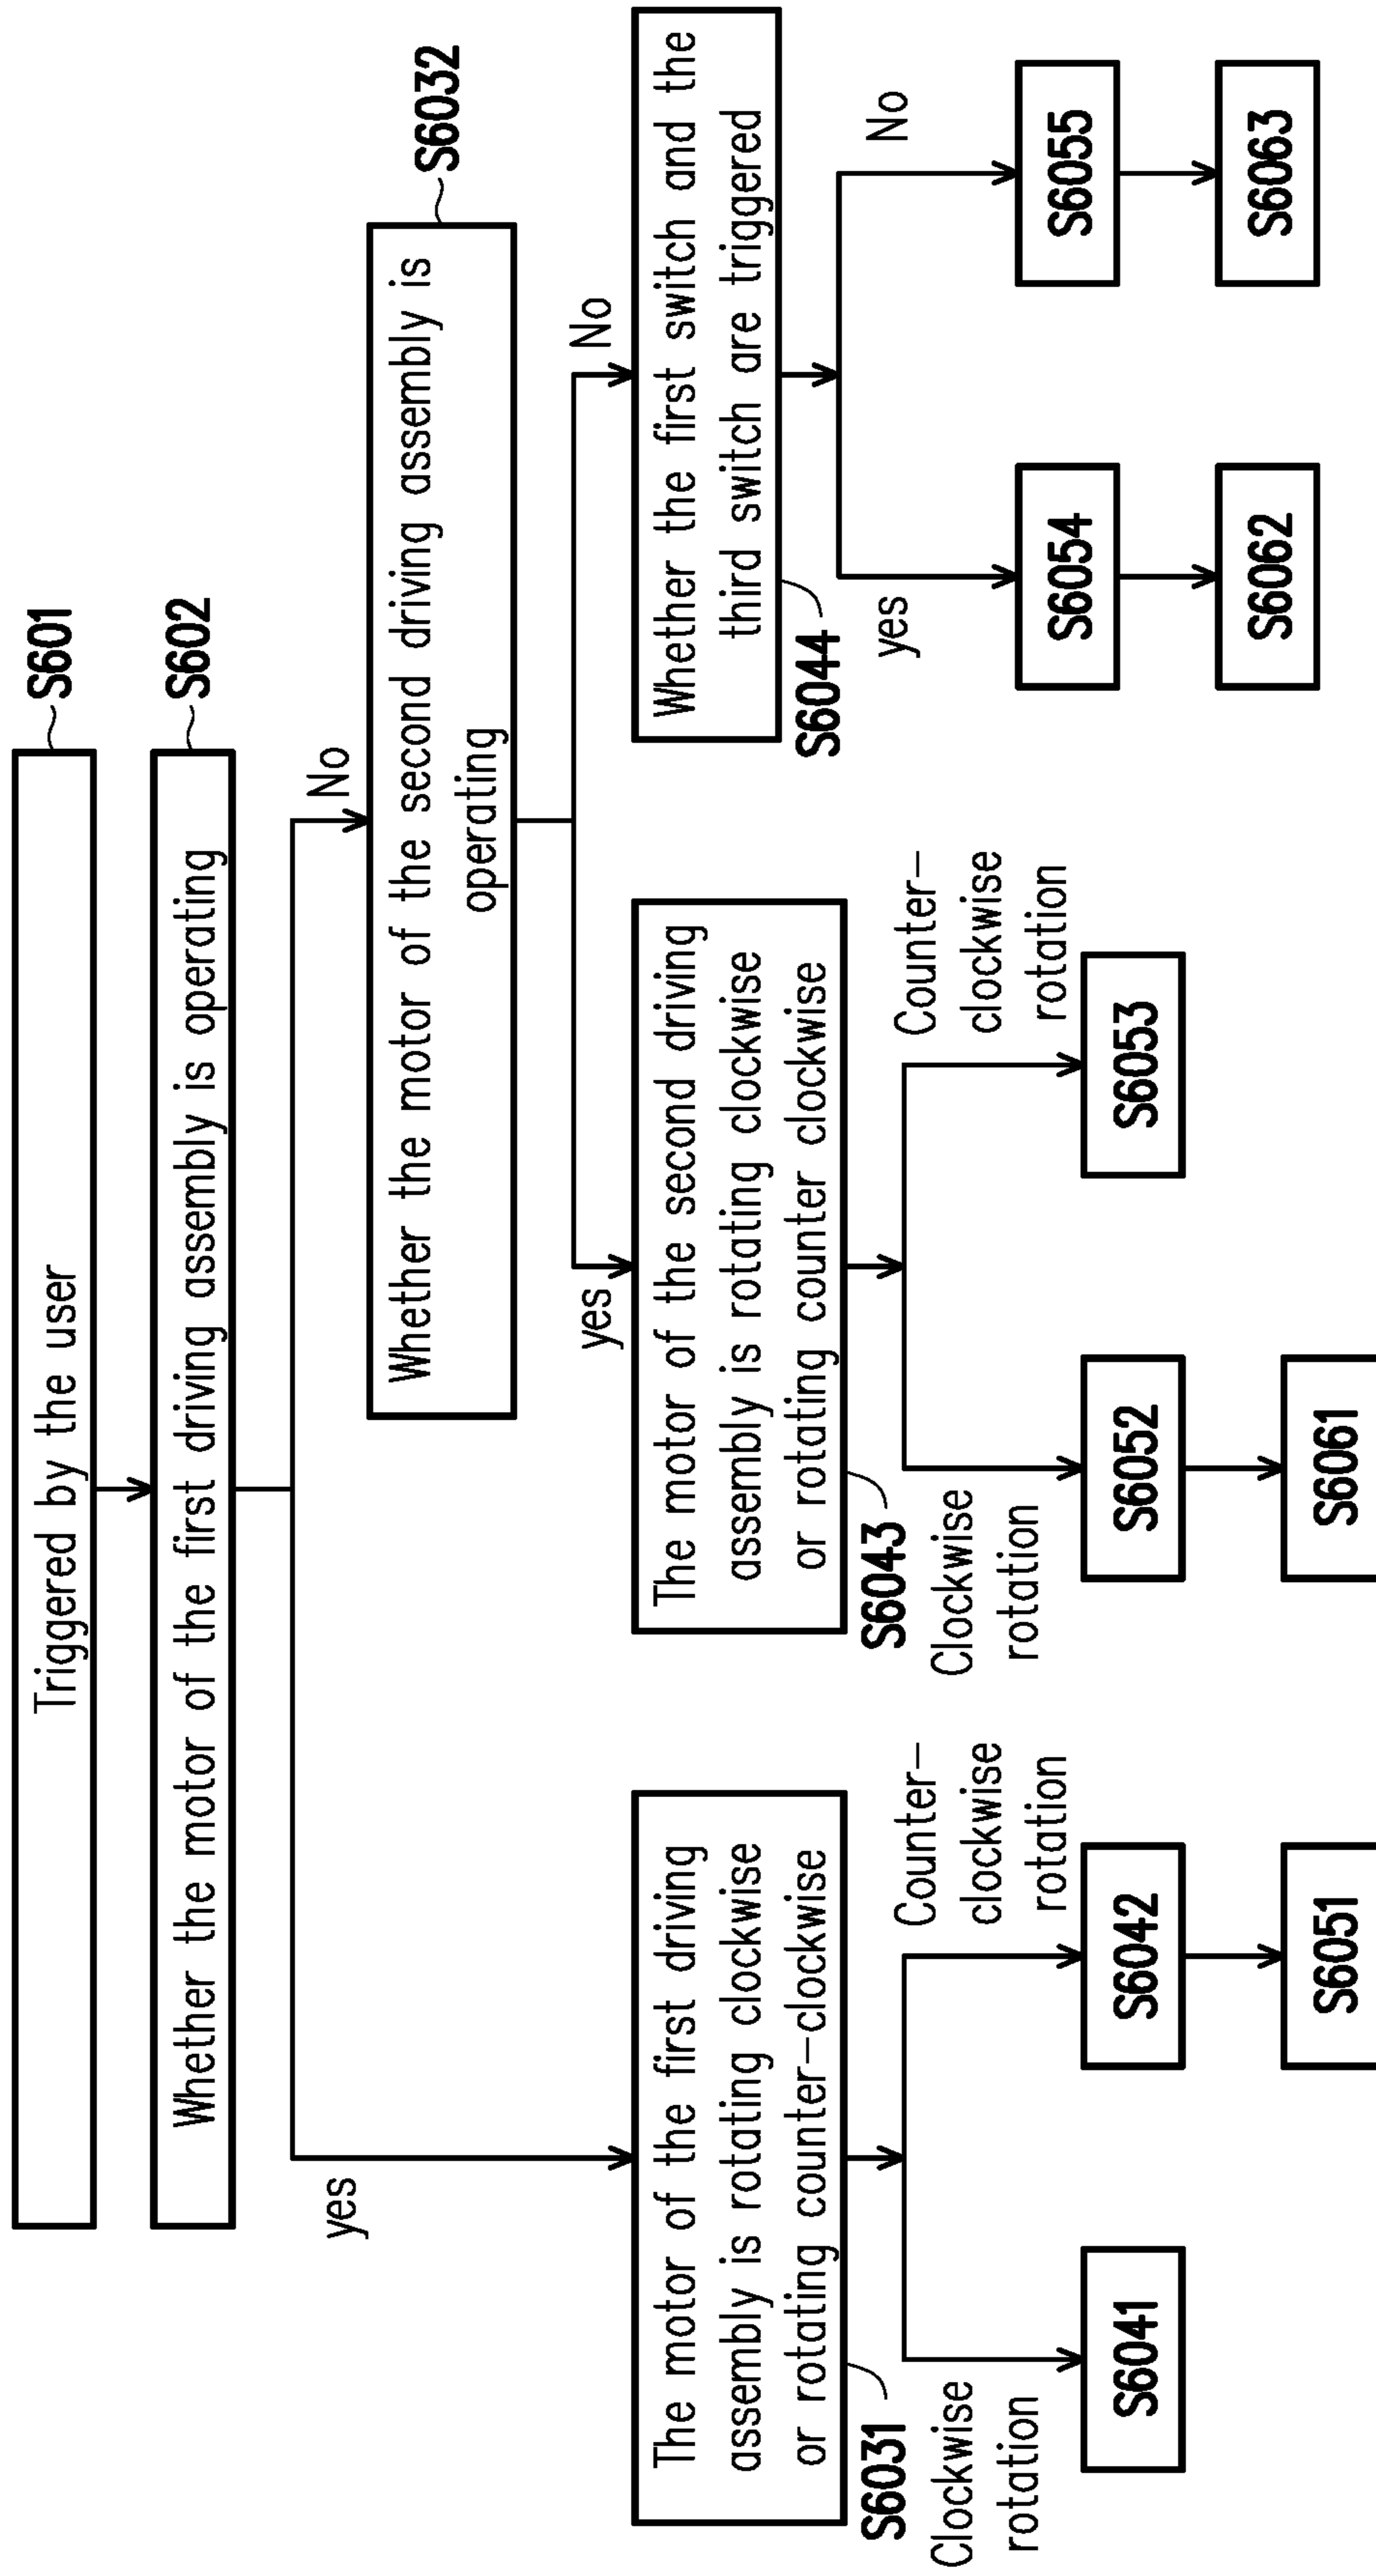 Triggered by the user
S601
Whether the motor of the first driving assembly is operating
S602
yes
No
Whether the motor of the second driving assembly is
operating
S6032
yes
No
The motor of the first driving
assembly is rotating clockwise
or rotating counter-clockwise
S6031
The motor of the second driving
assembly is rotating clockwise
or rotating counter clockwise
S6043
Whether the first switch and the
third switch are triggered
S6044
Clockwise
rotation
Counter-
clockwise
rotation
Clockwise
rotation
Counter-
clockwise
rotation
yes
No
S6041
S6042
S6052
S6053
S6054
S6055
S6051
S6061
S6062
S6063